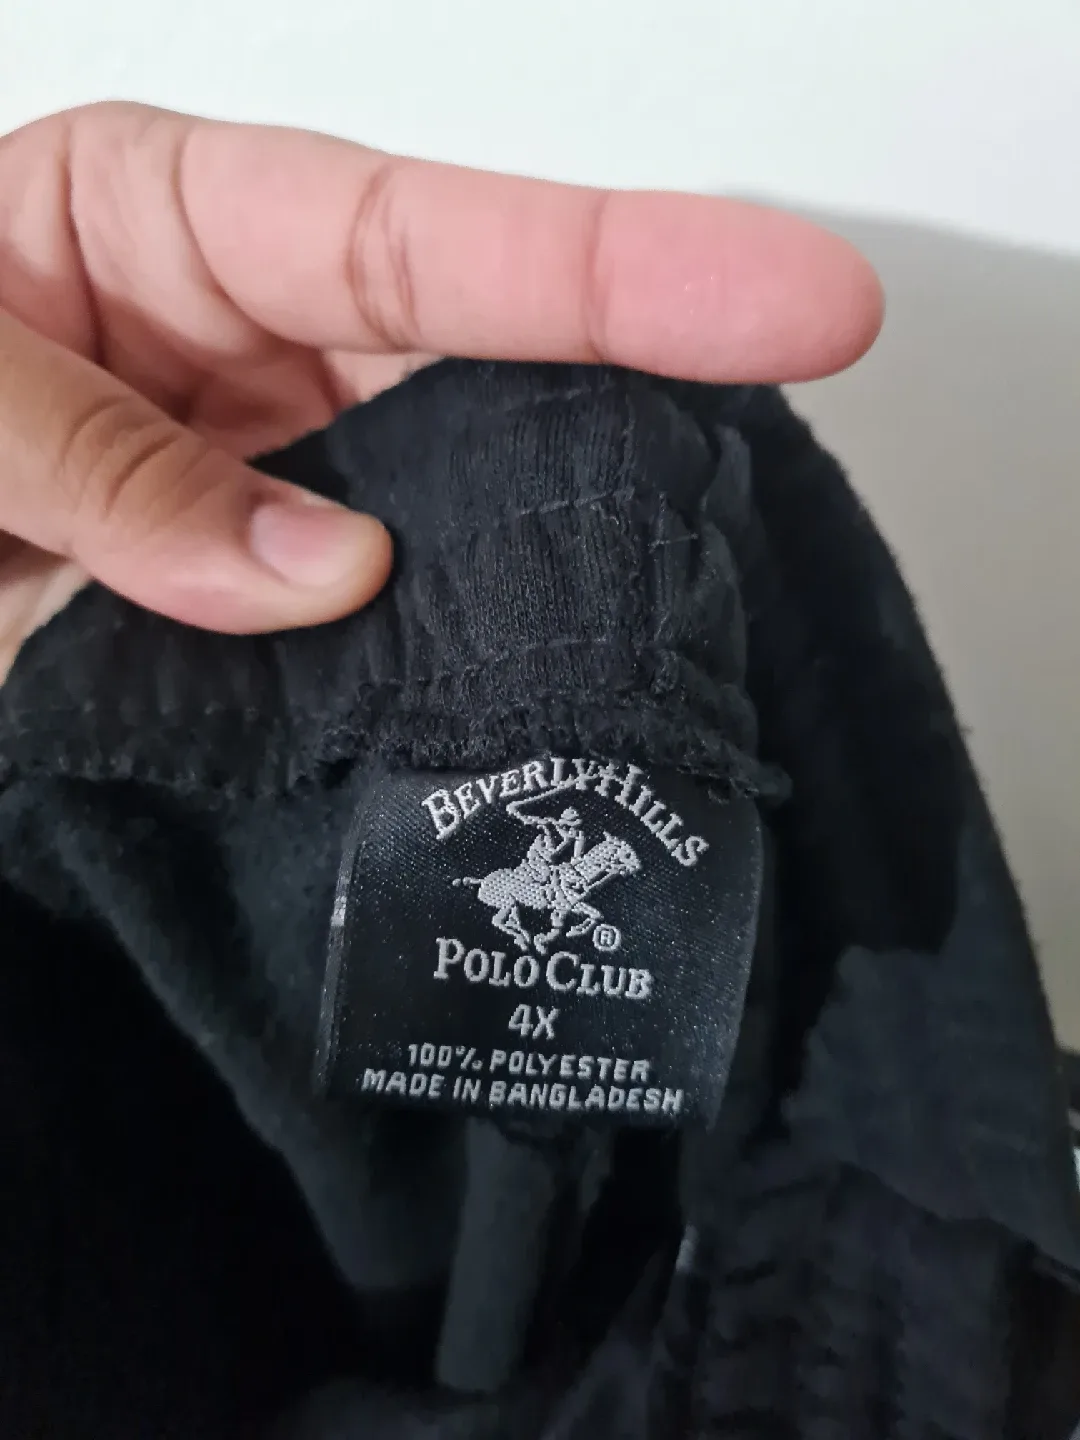 BEVERLY HILLS
®
POLO CLUB
4X
100% POLYESTER
MADE IN BANGLADESH